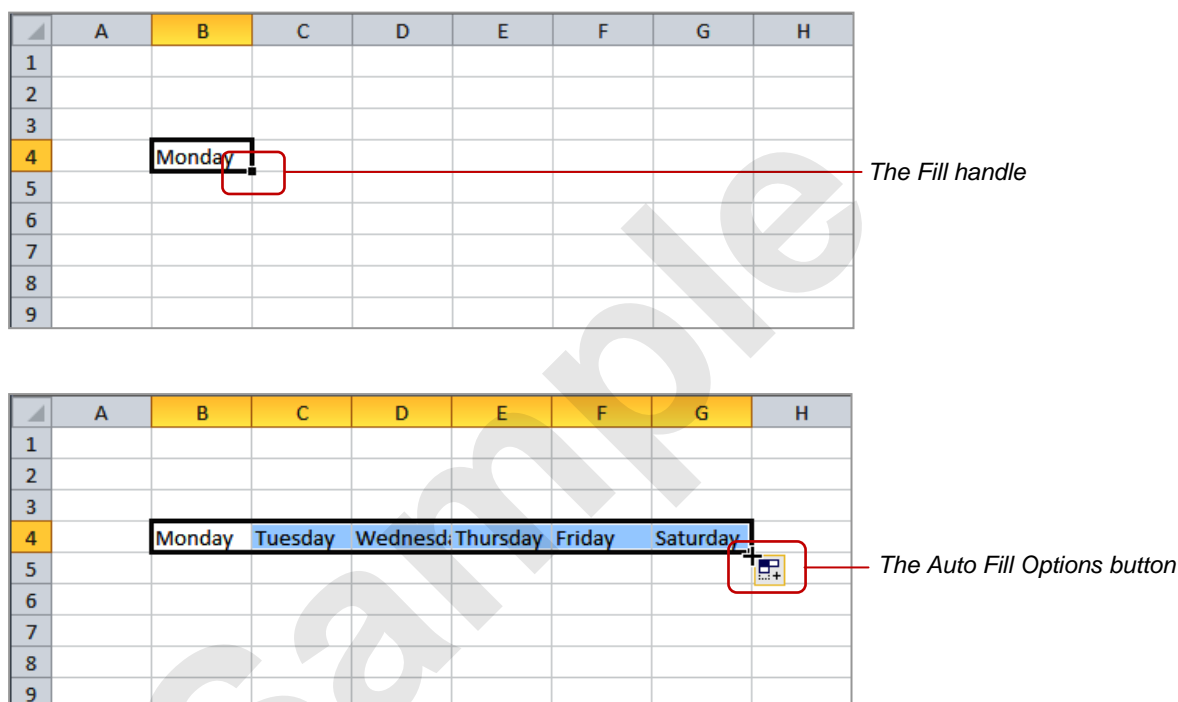 A B C D E F G H
1
2
3
4 Monday
The Fill handle
5
6
7
8
9
A B C D E F G H
1
2
3
4 Monday Tuesday Wednesda Thursday Friday Saturday
5
The Auto Fill Options button
6
7
8
9
Sample